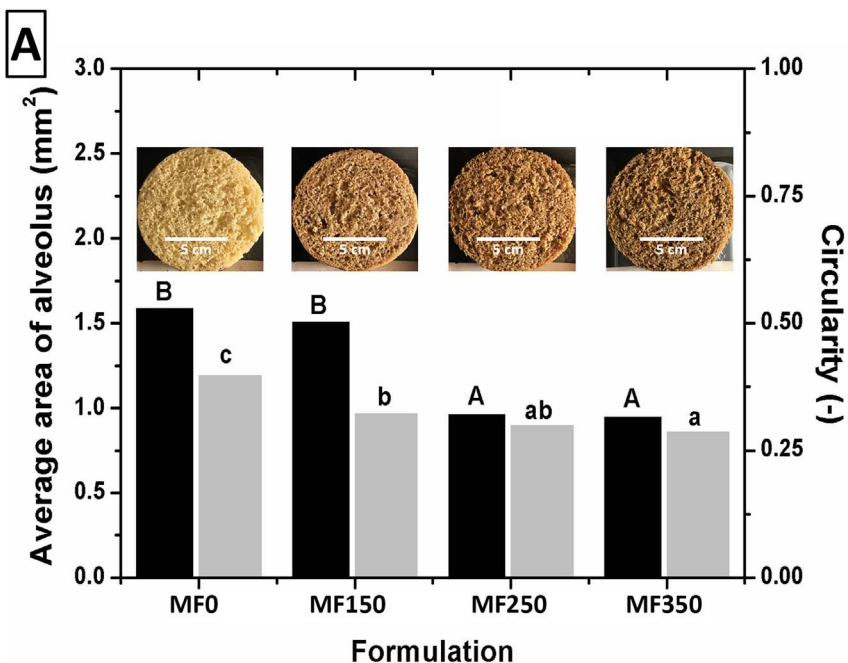 A
Average area of alveolus (mm²)
3.0
2.5
2.0
1.5
1.0
0.5
0.0
1.00
0.75
0.50
0.25
0.00
Circularity (-)
5 cm
5 cm
5 cm
5 cm
B
c
B
b
A
ab
A
a
MF0
MF150
MF250
MF350
Formulation